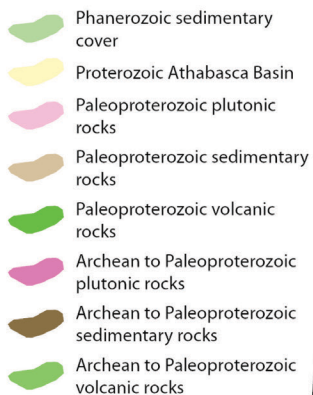 Phanerozoic sedimentary
cover
Proterozoic Athabasca Basin
Paleoproterozoic plutonic
rocks
Paleoproterozoic sedimentary
rocks
Paleoproterozoic volcanic
rocks
Archean to Paleoproterozoic
plutonic rocks
Archean to Paleoproterozoic
sedimentary rocks
Archean to Paleoproterozoic
volcanic rocks